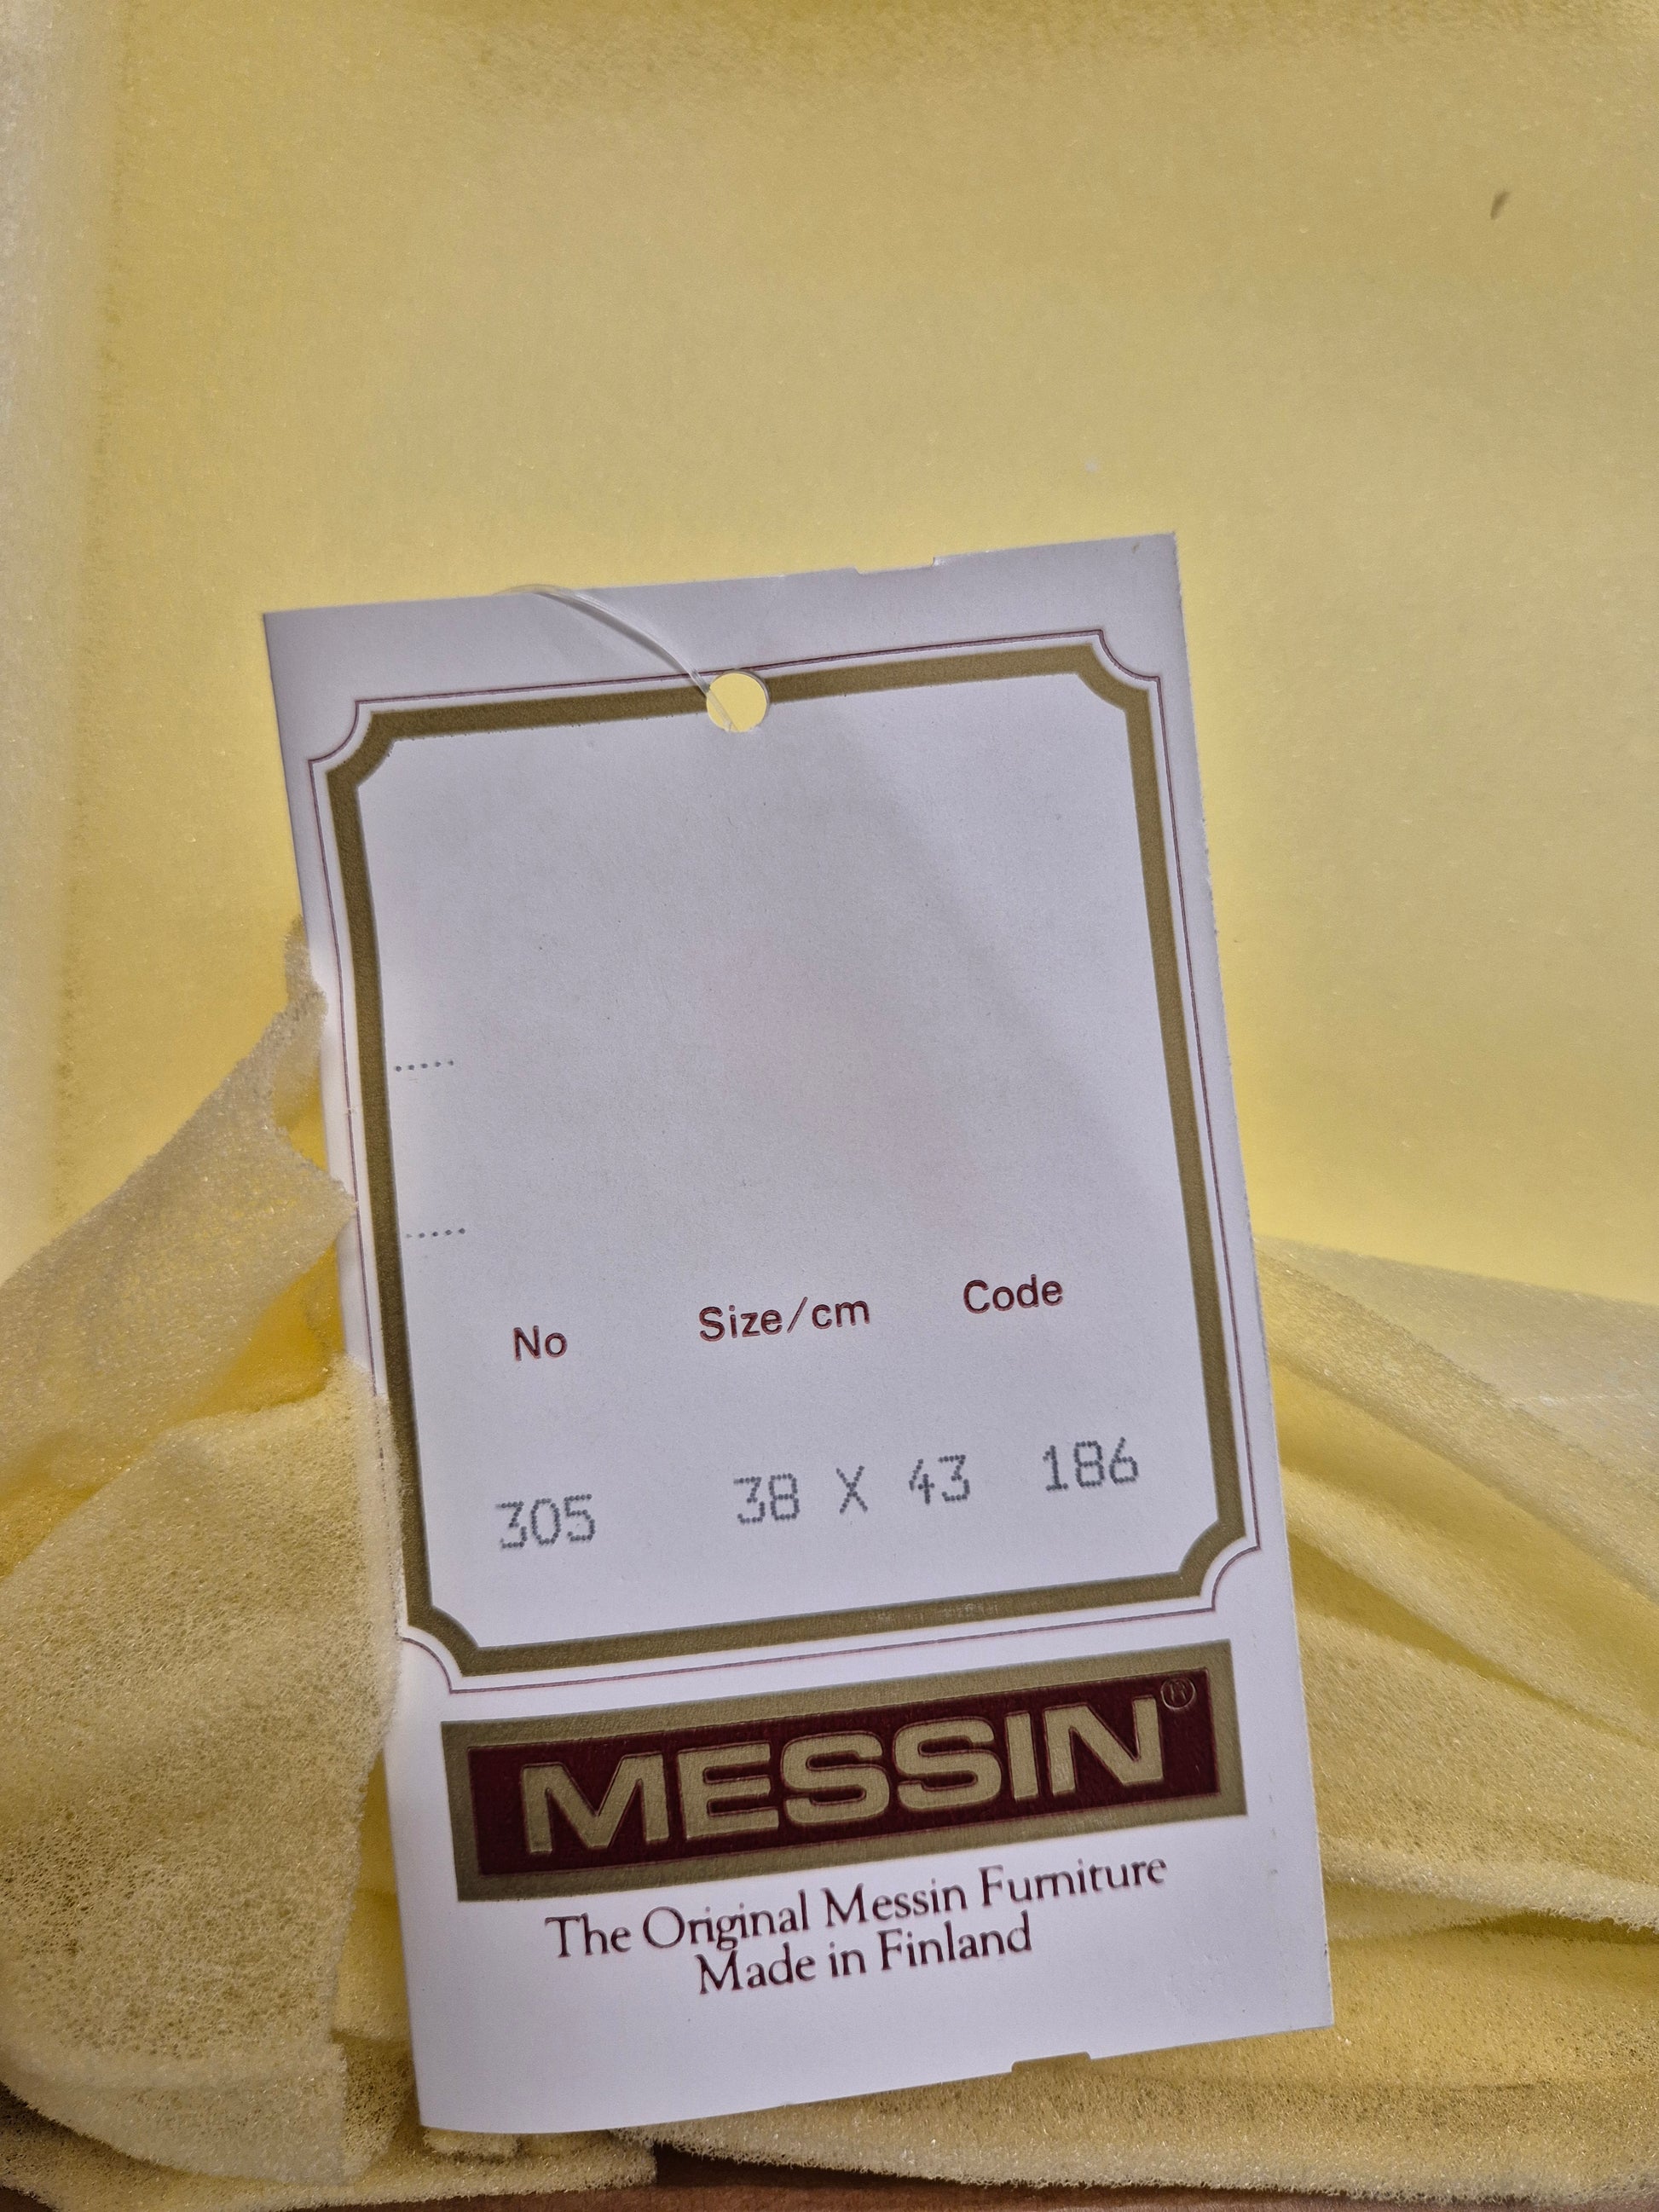 No Size/cm Code
305 38 X 43 186
MESSIN®
The Original Messin Furniture
Made in Finland